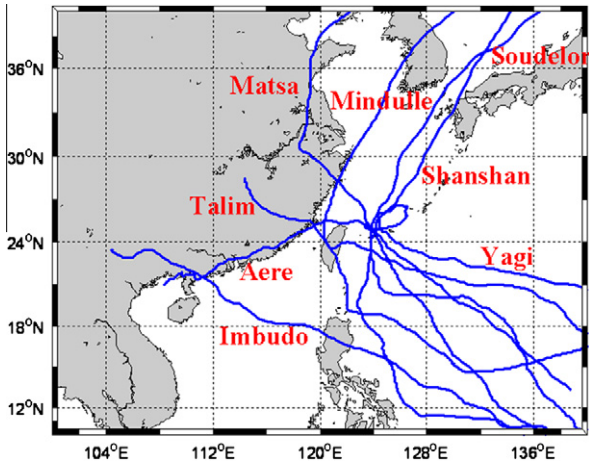 Soudelor
36°N
Matsa
Mindulle
30°N
Shanshan
Talim
24°N
Yagi
Aere
Imbudo
18°N
12°N
104°E
112°E
120°E
128°E
136°E